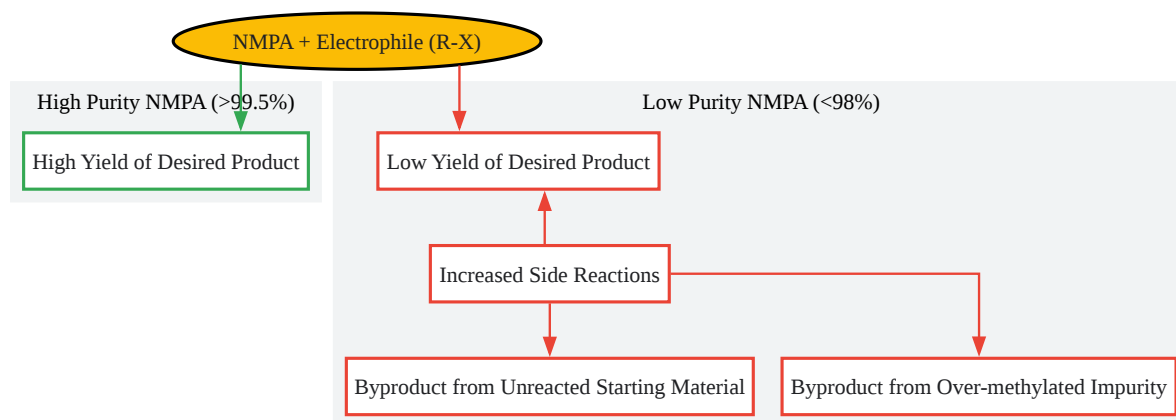 NMPA + Electrophile (R-X)
High Purity NMPA (>99.5%)
Low Purity NMPA (<98%)
High Yield of Desired Product
Low Yield of Desired Product
Increased Side Reactions
Byproduct from Unreacted Starting Material
Byproduct from Over-methylated Impurity